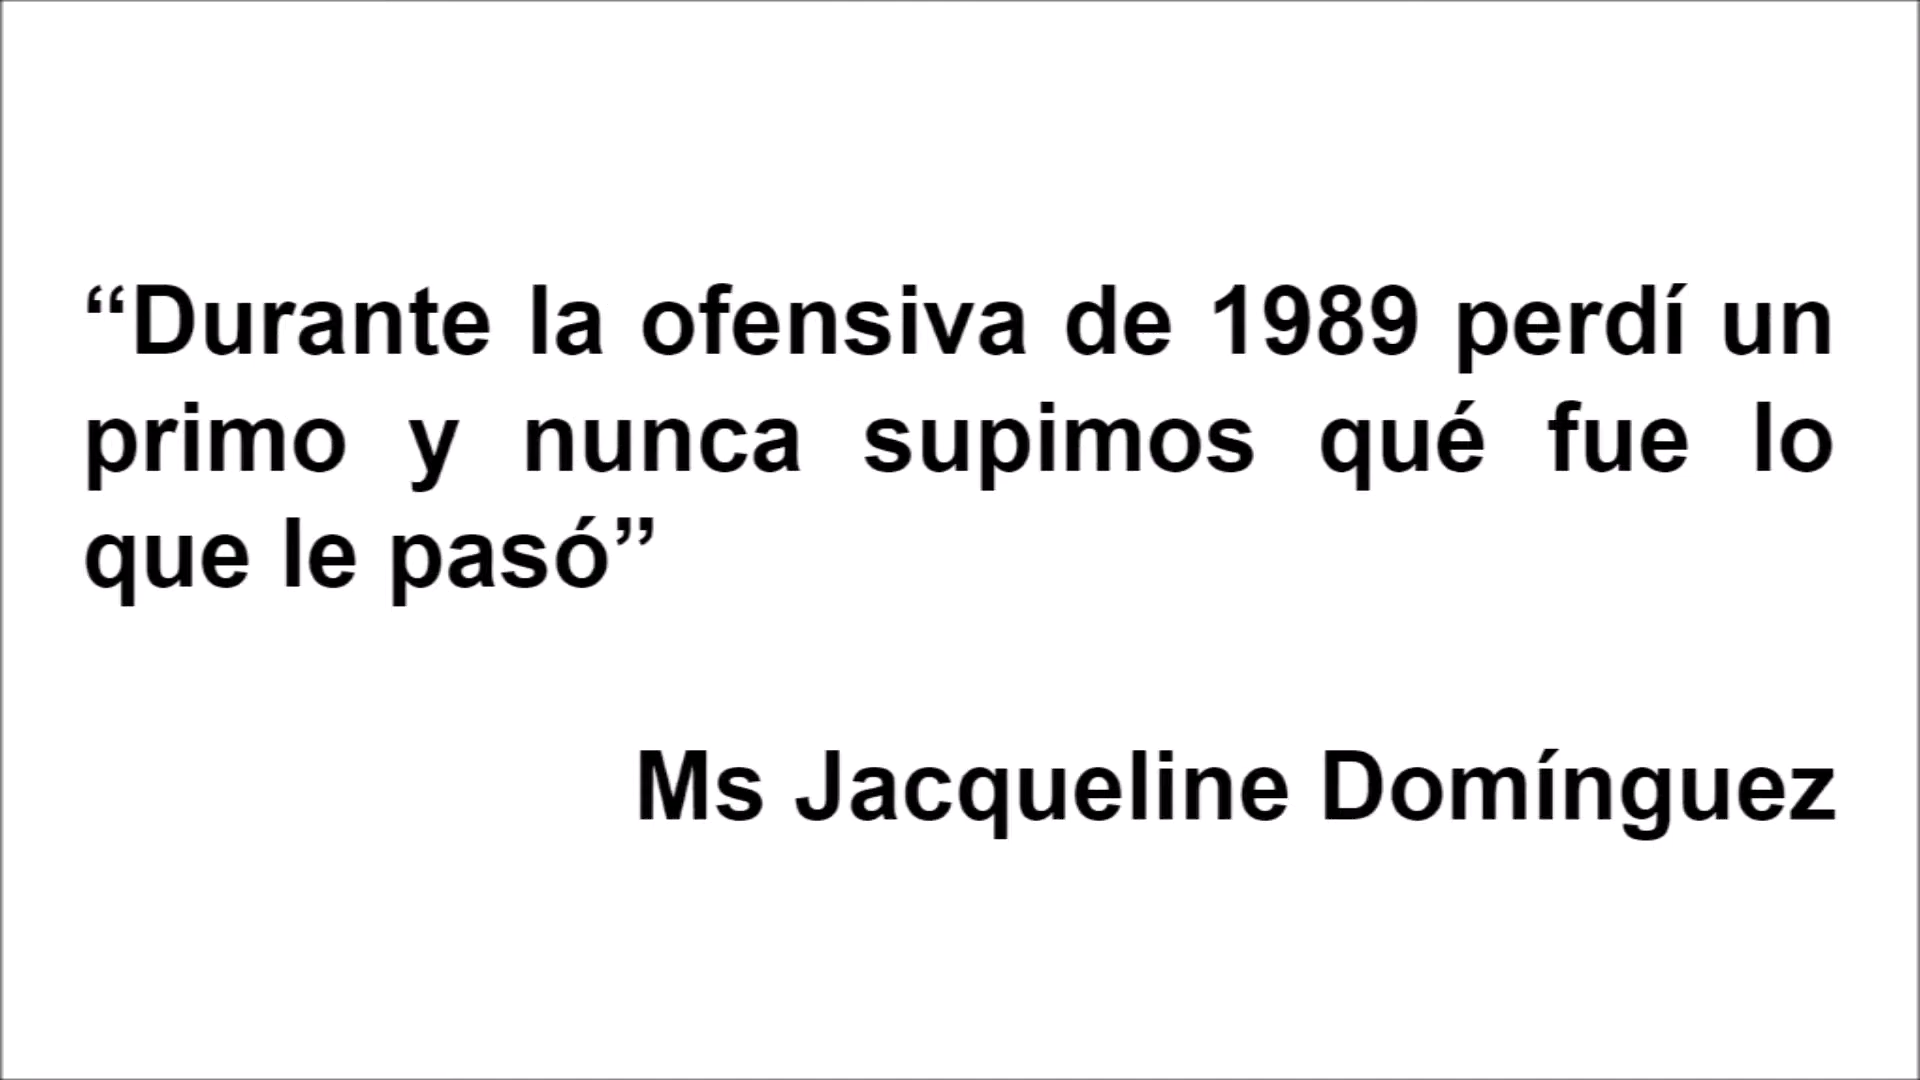 “Durante la ofensiva de 1989 perdí un
primo y nunca supimos qué fue lo
que le pasó”
Ms Jacqueline Domínguez